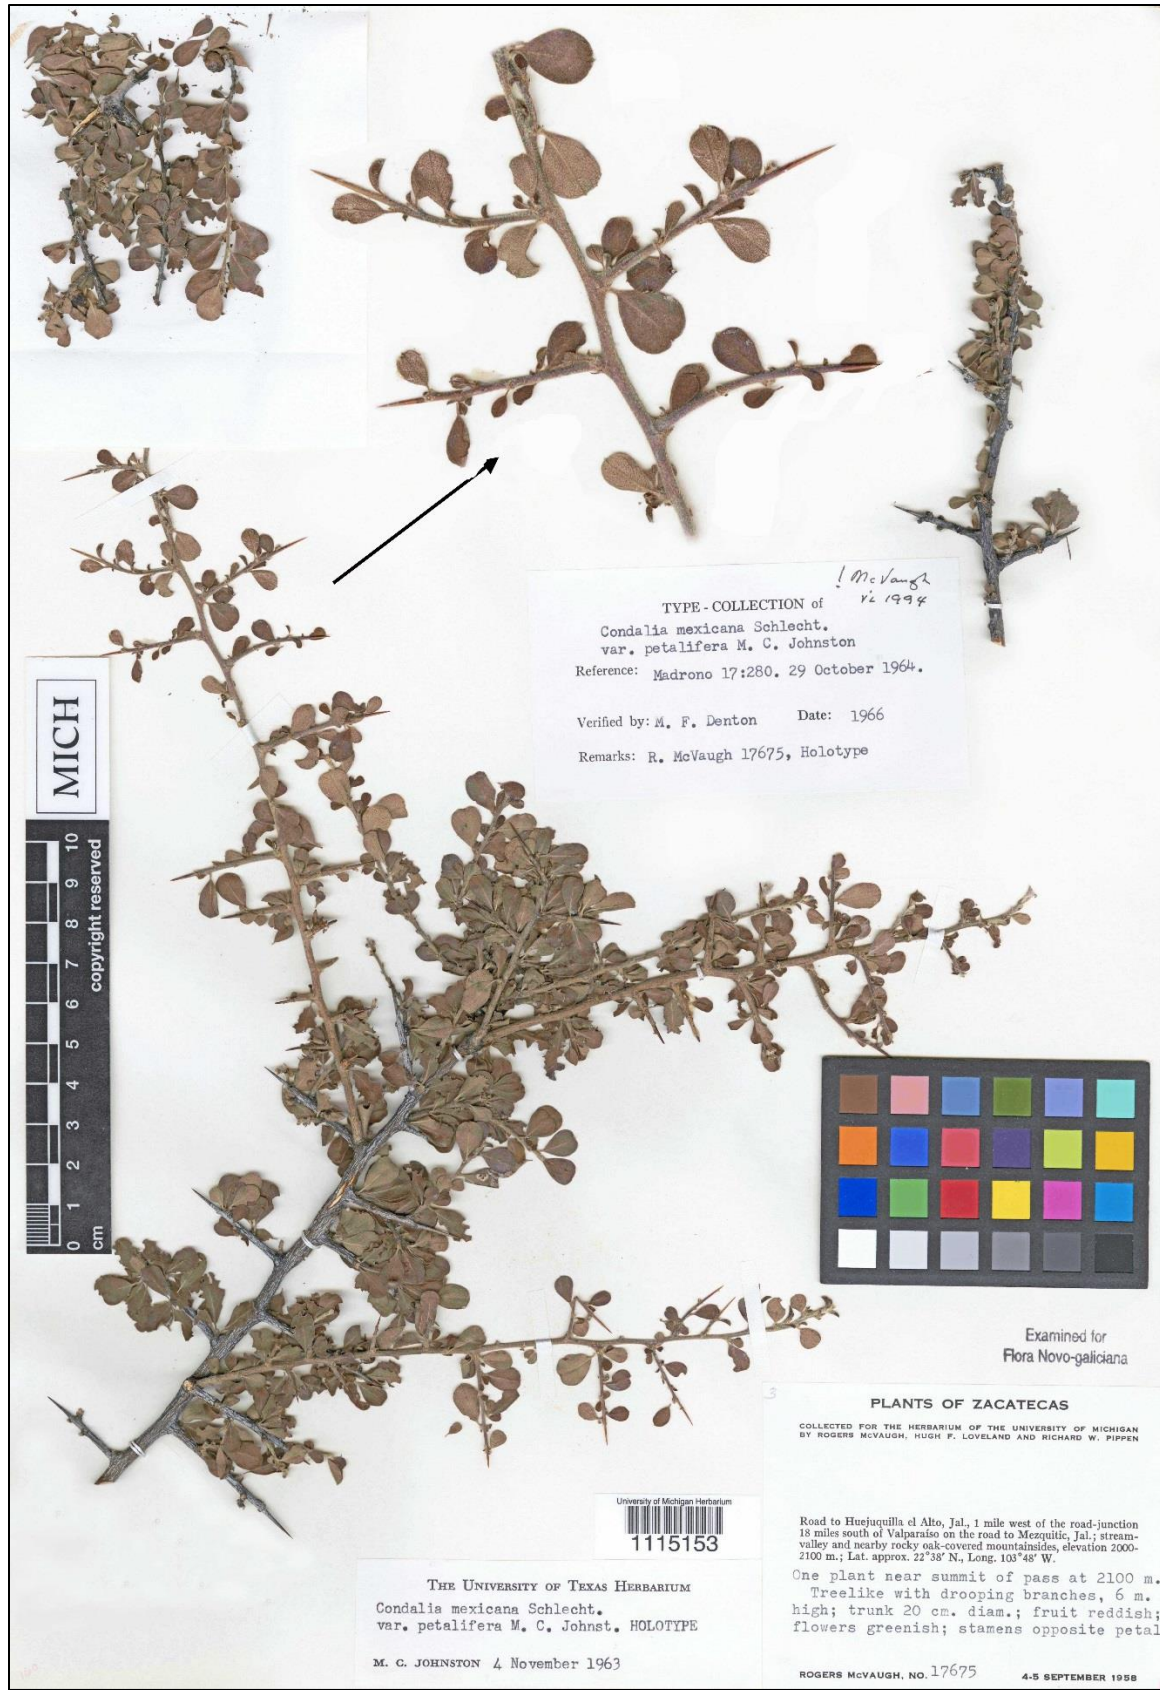 ! McVaugh
vi 1994
TYPE-COLLECTION of
Condalia mexicana Schlecht.
var. petalifera M. C. Johnston
Reference: Madrono 17:280. 29 October 1964.
Verified by: M. F. Denton Date: 1966
Remarks: R. McVaugh 17675, Holotype
MICH
copyright reserved
10
9
8
7
6
5
4
3
2
1
0
cm
Examined for
Flora Novo-galiciana
3
PLANTS OF ZACATECAS
COLLECTED FOR THE HERBARIUM OF THE UNIVERSITY OF MICHIGAN
BY ROGERS McVAUGH, HUGH F. LOVELAND AND RICHARD W. PIPPEN
Road to Huejuquilla el Alto, Jal., 1 mile west of the road-junction
18 miles south of Valparaíso on the road to Mezquitic, Jal.; stream-
valley and nearby rocky oak-covered mountainsides, elevation 2000-
2100 m.; Lat. approx. 22°38' N., Long. 103°48' W.
One plant near summit of pass at 2100 m.
Treelike with drooping branches, 6 m.
high; trunk 20 cm. diam.; fruit reddish;
flowers greenish; stamens opposite petal
ROGERS McVAUGH, NO. 17675 4-5 SEPTEMBER 1958
University of Michigan Herbarium
1115153
THE UNIVERSITY OF TEXAS HERBARIUM
Condalia mexicana Schlecht.
var. petalifera M. C. Johnst. HOLOTYPE
M. C. JOHNSTON 4 November 1963